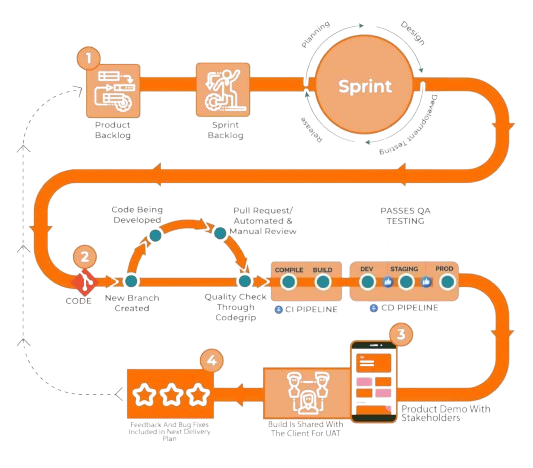 1
Product
Backlog
Sprint
Backlog
Planning
Design
Sprint
Development Testing
Release
PASSES QA
TESTING
Code Being
Developed
Pull Request/
Automated &
Manual Review
2
CODE
New Branch
Created
Quality Check
Through
Codegrip
COMPILE
BUILD
CI PIPELINE
DEV
STAGING
PROD
CD PIPELINE
3
Product Demo With
Stakeholders
Build Is Shared With
The Client For UAT
4
Feedback And Bug Fixes
Included in Next Delivery
Plan